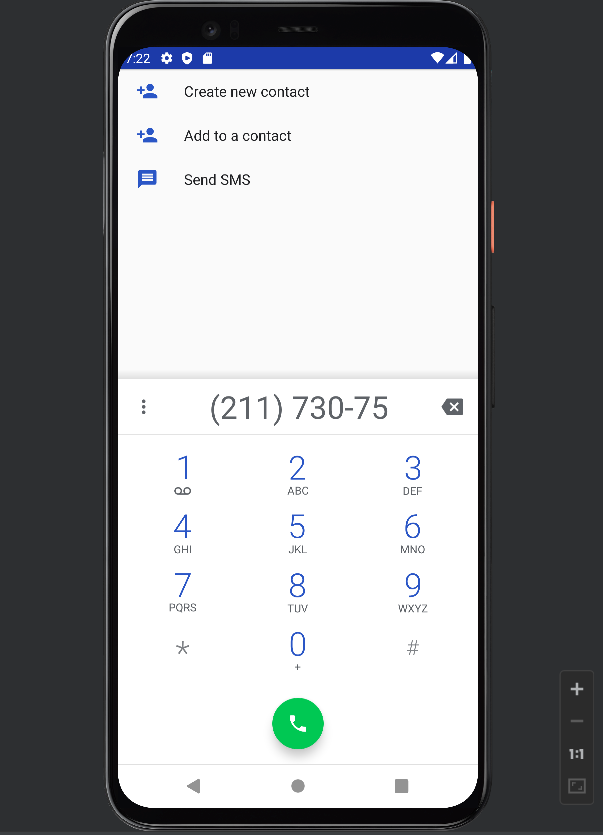 7:22
Create new contact
Add to a contact
Send SMS
(211) 730-75
1 2 3
ABC DEF
4 5 6
GHI JKL MNO
7 8 9
PQRS TUV WXYZ
* 0 #
+
1:1